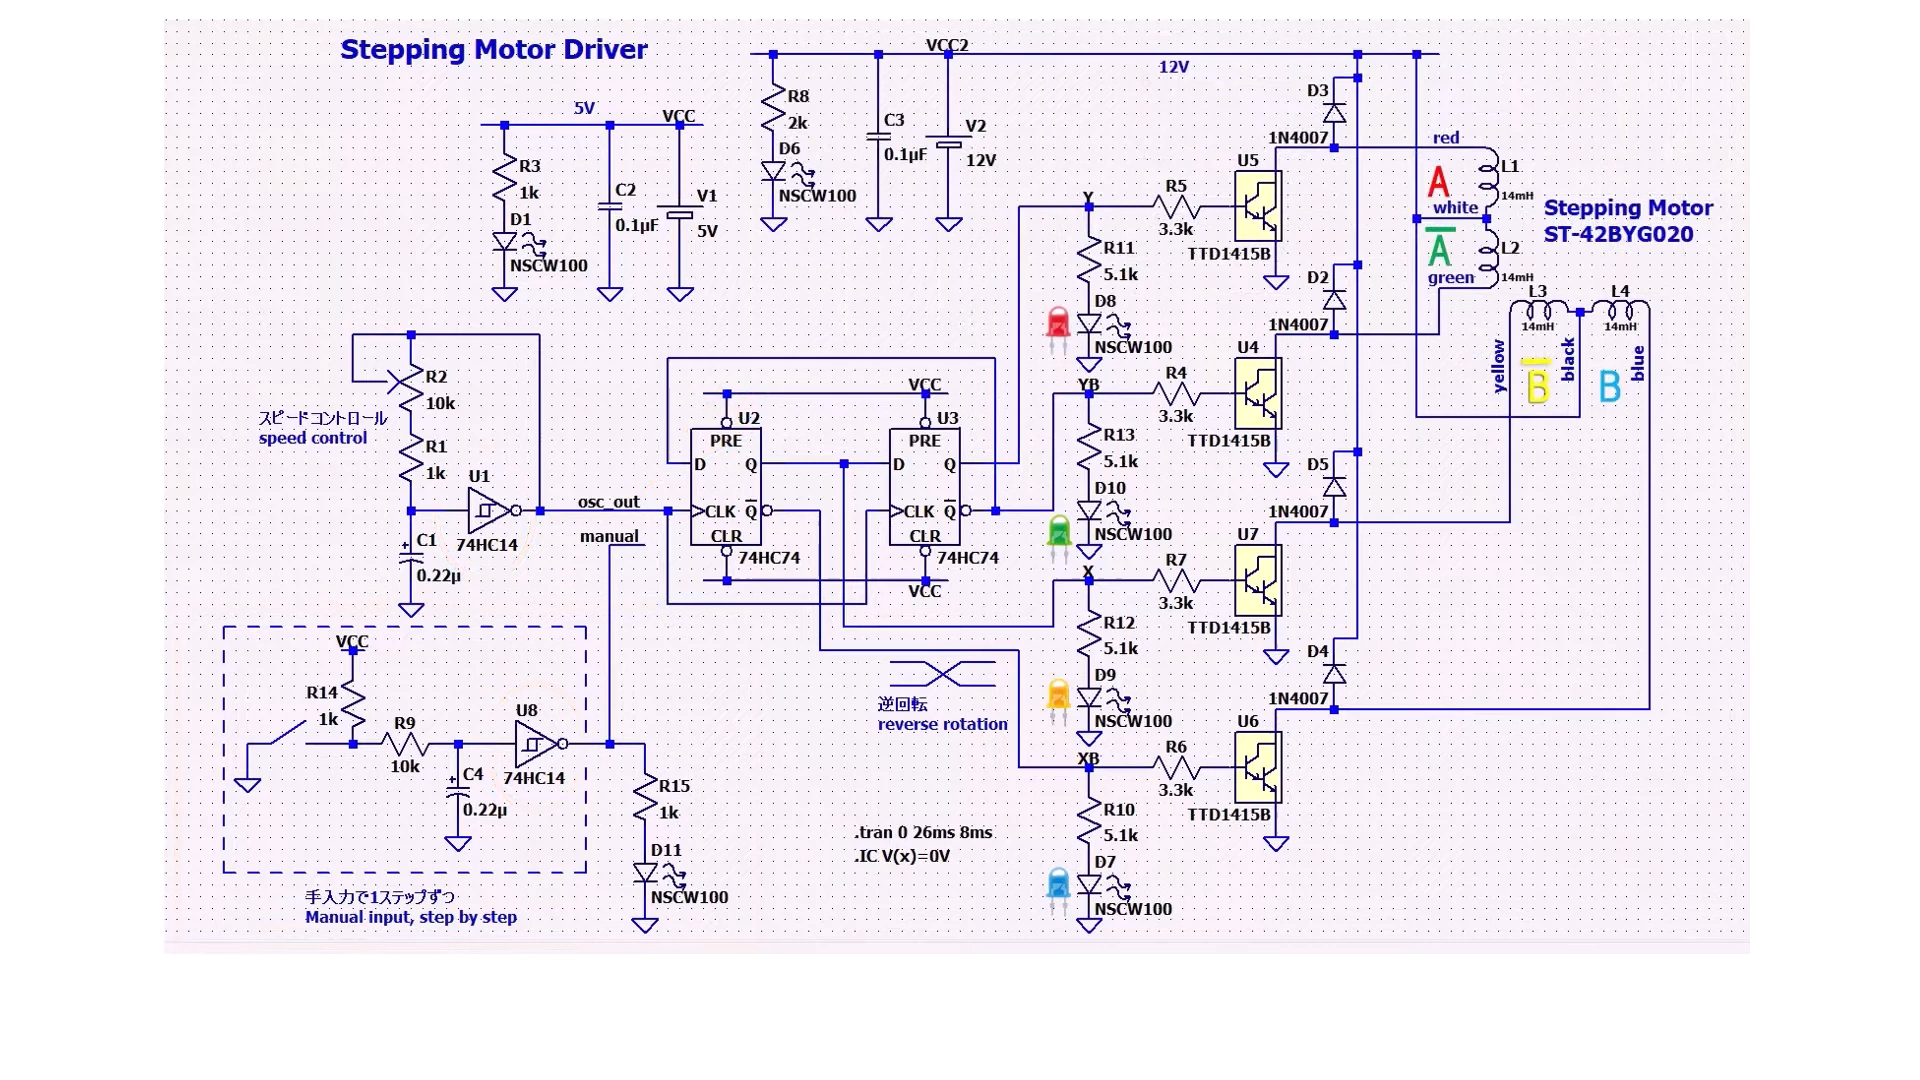 Stepping Motor Driver
VCC2
12V
5V
VCC
R3
1k
D1
NSCW100
C2
0.1µF
V1
5V
R8
2k
D6
NSCW100
C3
0.1µF
V2
12V
D3
1N4007
U5
TTD1415B
R5
3.3k
Y
R11
5.1k
D8
NSCW100
red
A
white
A
green
L1
14mH
L2
14mH
Stepping Motor
ST-42BYG020
L3
14mH
L4
14mH
yellow
B
black
B
blue
D2
1N4007
U4
TTD1415B
R4
3.3k
YB
R13
5.1k
D10
NSCW100
R2
10k
スピードコントロール
speed control
R1
1k
U1
74HC14
C1
0.22µ
osc_out
manual
VCC
U2
PRE
D
Q
CLK
Q
CLR
74HC74
U3
PRE
D
Q
CLK
Q
CLR
74HC74
VCC
D5
1N4007
U7
TTD1415B
R7
3.3k
X
R12
5.1k
D9
NSCW100
逆回転
reverse rotation
D4
1N4007
U6
TTD1415B
R6
3.3k
XB
R10
5.1k
D7
NSCW100
VCC
R14
1k
R9
10k
C4
0.22µ
U8
74HC14
R15
1k
D11
NSCW100
手入力で1ステップずつ
Manual input, step by step
.tran 0 26ms 8ms
.IC V(x)=0V